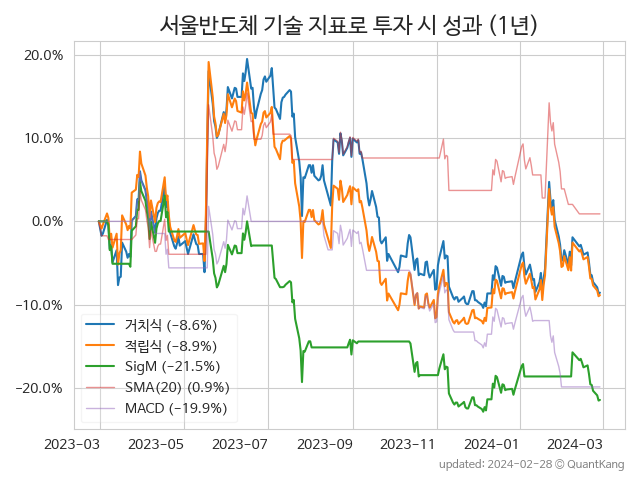 서울반도체 기술 지표로 투자 시 성과 (1년)
20.0%
10.0%
0.0%
−10.0%
−20.0%
거치식 (−8.6%)
적립식 (−8.9%)
SigM (−21.5%)
SMA(20) (0.9%)
MACD (−19.9%)
2023-03 2023-05 2023-07 2023-09 2023-11 2024-01 2024-03
updated: 2024-02-28 ⓒ QuantKang